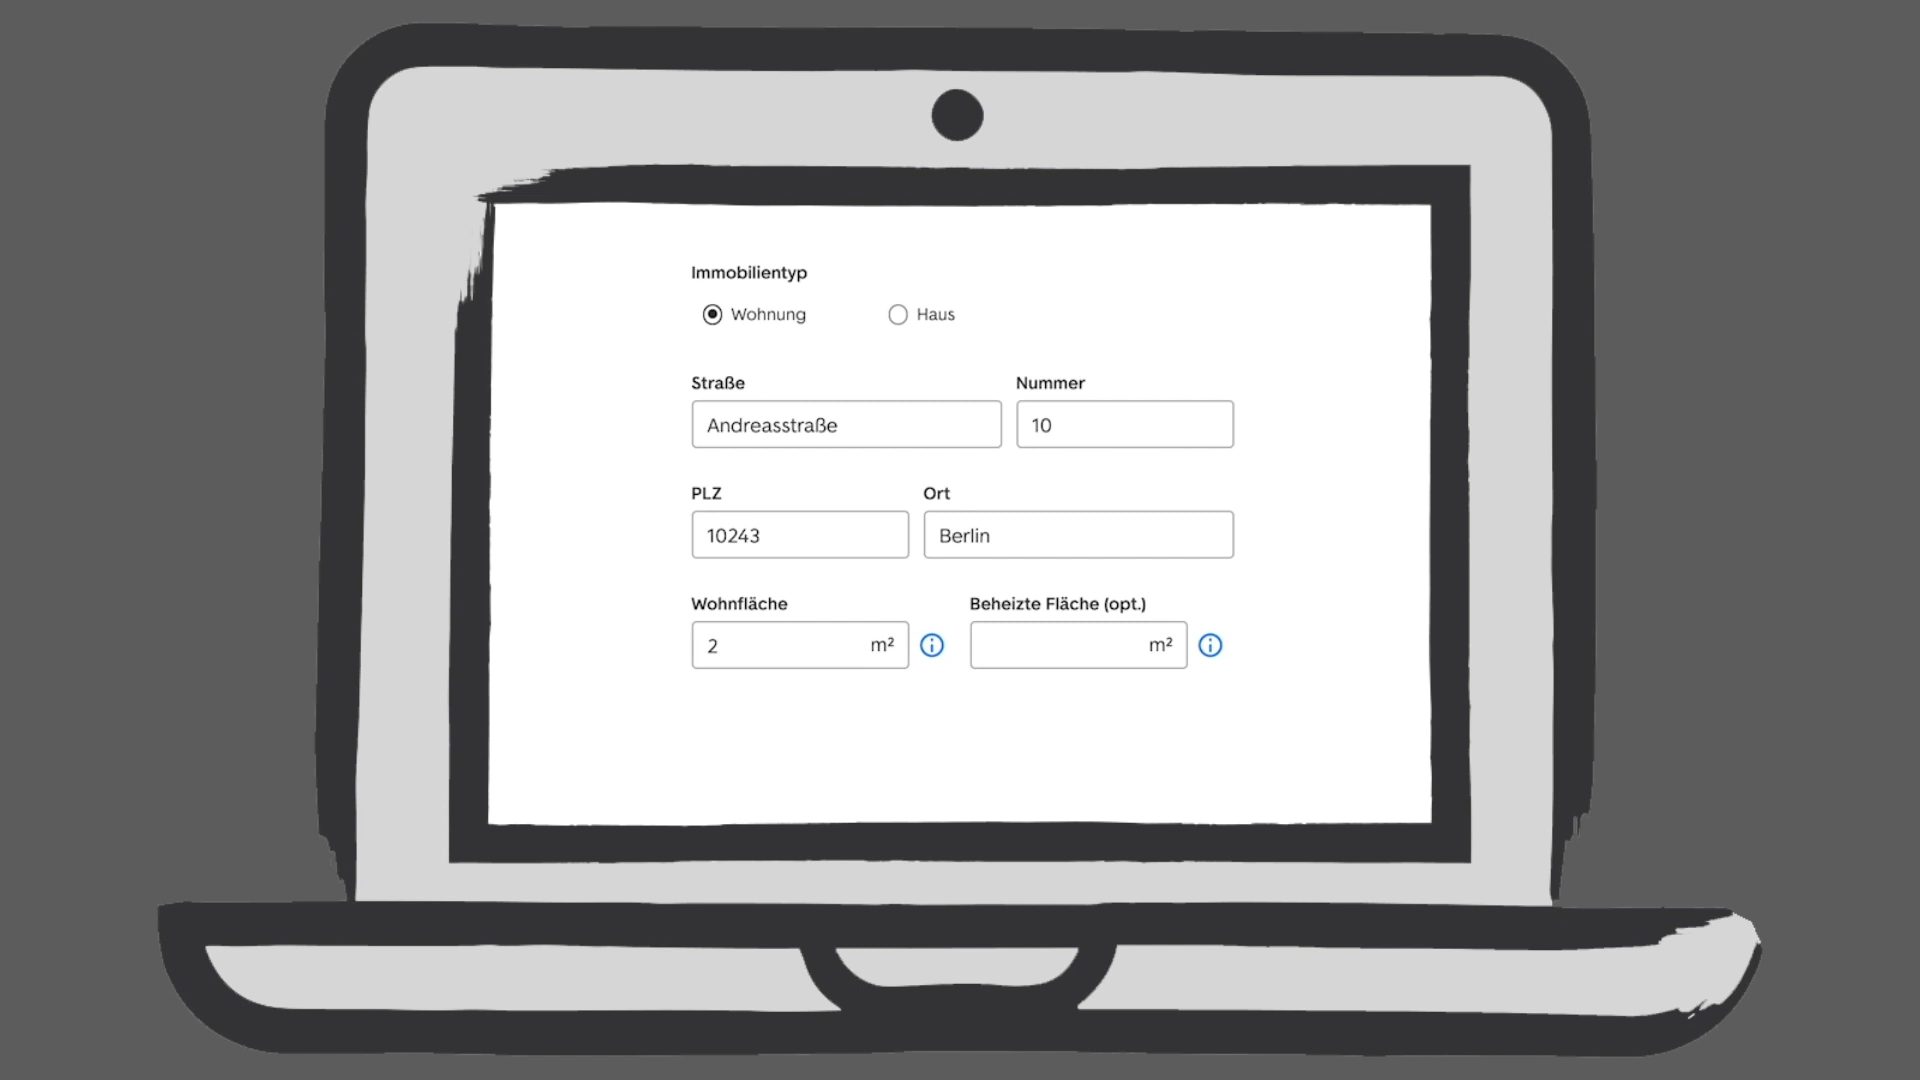 Immobilientyp
Wohnung Haus
Straße Nummer
Andreasstraße 10
PLZ Ort
10243 Berlin
Wohnfläche Beheizte Fläche (opt.)
2 m² m²